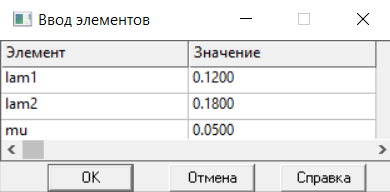 Ввод элементов
Элемент Значение
lam1 0.1200
lam2 0.1800
mu 0.0500
OK Отмена Справка